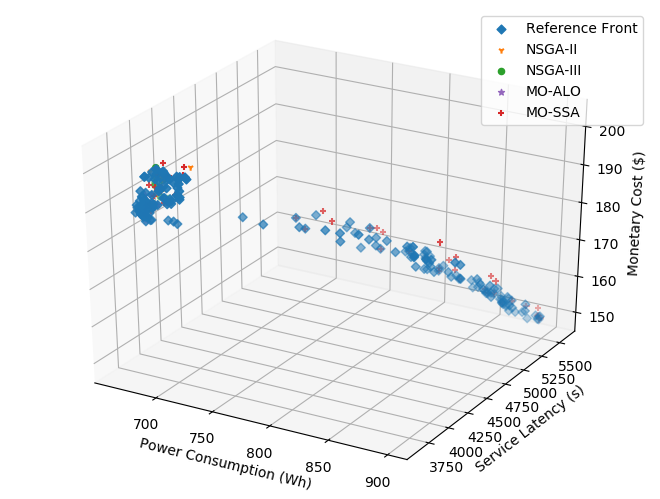 Reference Front
NSGA-II
NSGA-III
MO-ALO
MO-SSA
200
190
180
170
160
150
Monetary Cost ($)
5500
5250
5000
4750
4500
4250
4000
3750
Service Latency (s)
700
750
800
850
900
Power Consumption (Wh)